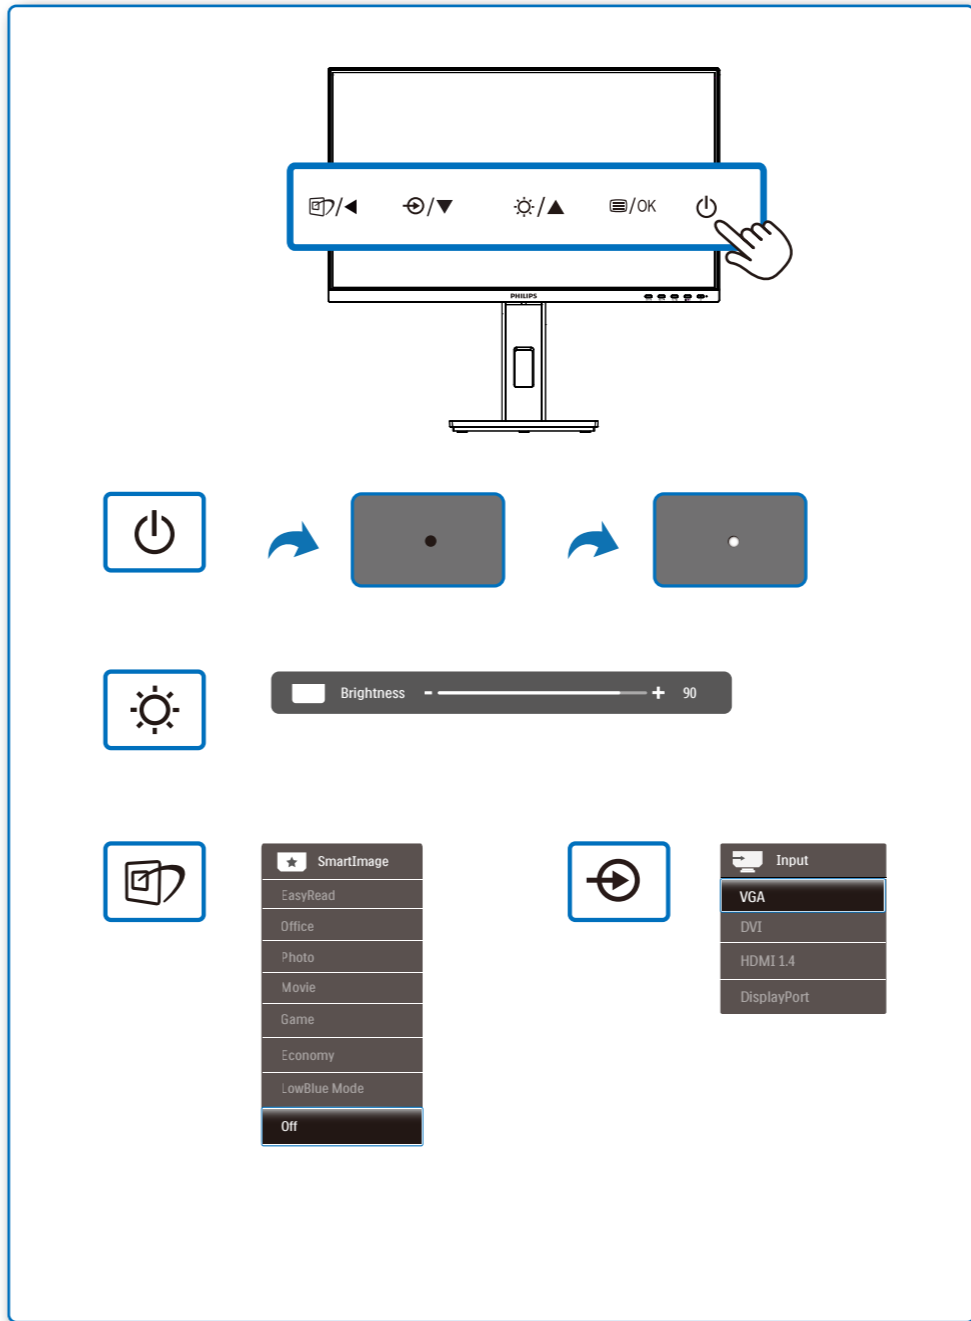 /◀ /▼ /▲ /OK
PHILIPS
Brightness - + 90
SmartImage
EasyRead
Office
Photo
Movie
Game
Economy
LowBlue Mode
Off
Input
VGA
DVI
HDMI 1.4
DisplayPort